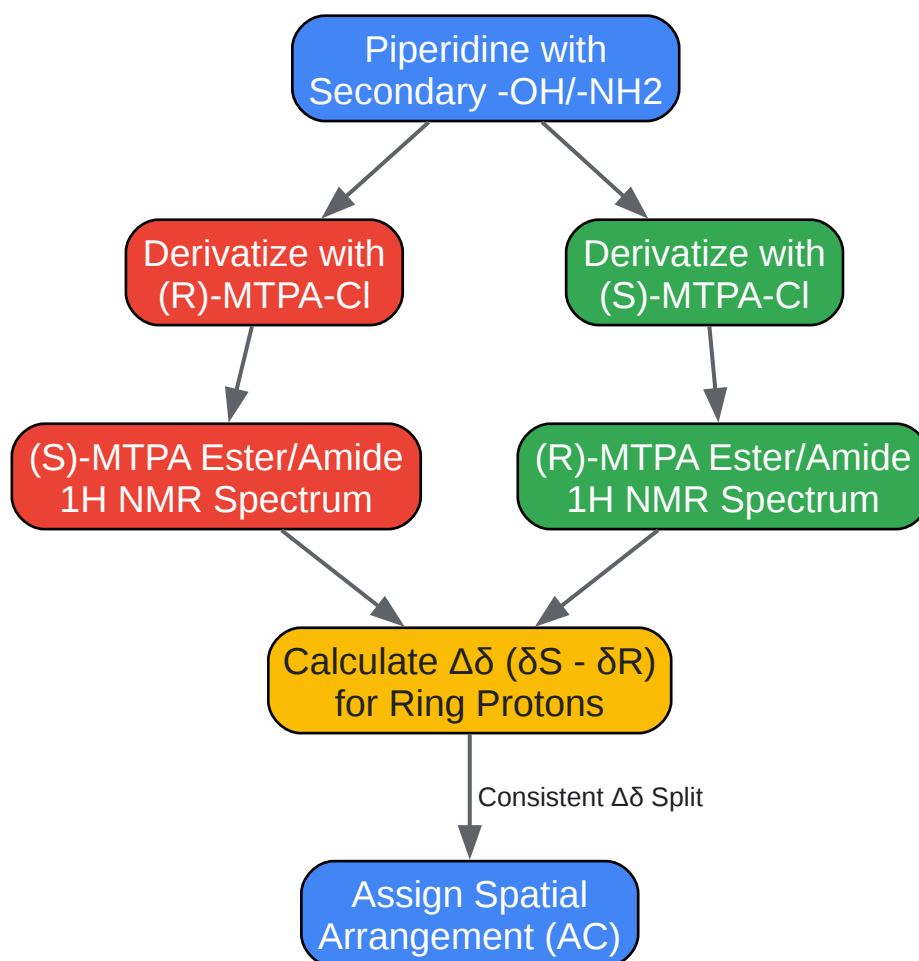 Piperidine with
Secondary -OH/-NH2
Derivatize with
(R)-MTPA-Cl
Derivatize with
(S)-MTPA-Cl
(S)-MTPA Ester/Amide
1H NMR Spectrum
(R)-MTPA Ester/Amide
1H NMR Spectrum
Calculate Δδ (δS - δR)
for Ring Protons
Consistent Δδ Split
Assign Spatial
Arrangement (AC)